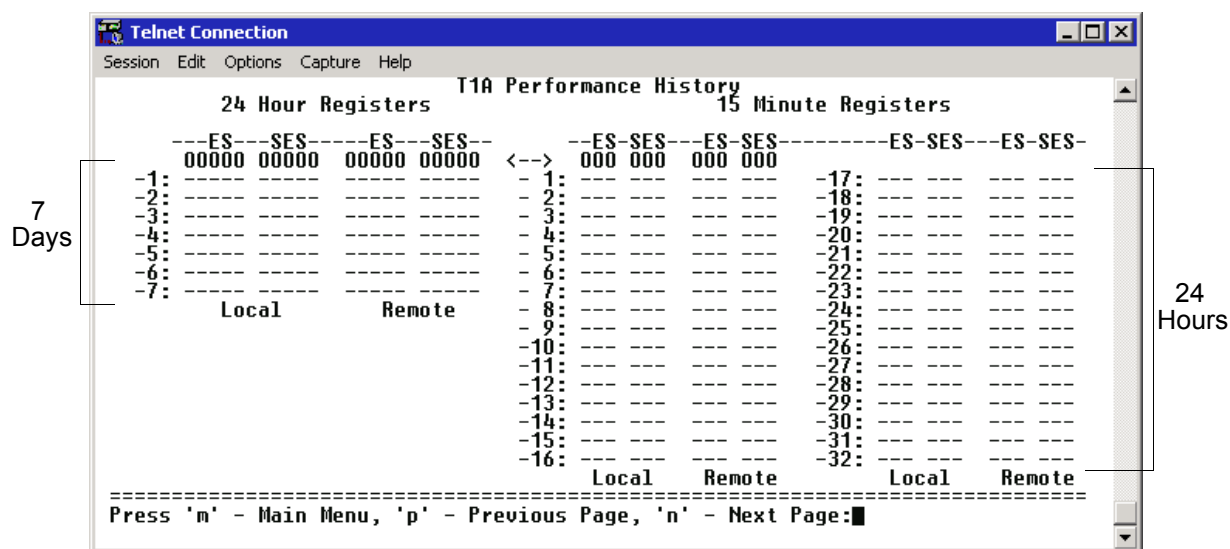 Telnet Connection
Session Edit Options Capture Help
T1A Performance History
24 Hour Registers 15 Minute Registers
---ES---SES-----ES---SES-- --ES-SES---ES-SES---------ES-SES---ES-SES-
00000 00000 00000 00000 <--> 000 000 000 000
-1: ----- ----- ----- ----- - 1: --- --- --- --- -17: --- --- --- ---
-2: ----- ----- ----- ----- - 2: --- --- --- --- -18: --- --- --- ---
-3: ----- ----- ----- ----- - 3: --- --- --- --- -19: --- --- --- ---
-4: ----- ----- ----- ----- - 4: --- --- --- --- -20: --- --- --- ---
-5: ----- ----- ----- ----- - 5: --- --- --- --- -21: --- --- --- ---
-6: ----- ----- ----- ----- - 6: --- --- --- --- -22: --- --- --- ---
-7: ----- ----- ----- ----- - 7: --- --- --- --- -23: --- --- --- ---
Local Remote - 8: --- --- --- --- -24: --- --- --- ---
- 9: --- --- --- --- -25: --- --- --- ---
-10: --- --- --- --- -26: --- --- --- ---
-11: --- --- --- --- -27: --- --- --- ---
-12: --- --- --- --- -28: --- --- --- ---
-13: --- --- --- --- -29: --- --- --- ---
-14: --- --- --- --- -30: --- --- --- ---
-15: --- --- --- --- -31: --- --- --- ---
-16: --- --- --- --- -32: --- --- --- ---
Local Remote Local Remote
================================================================================
Press 'm' - Main Menu, 'p' - Previous Page, 'n' - Next Page:
7
Days
24
Hours